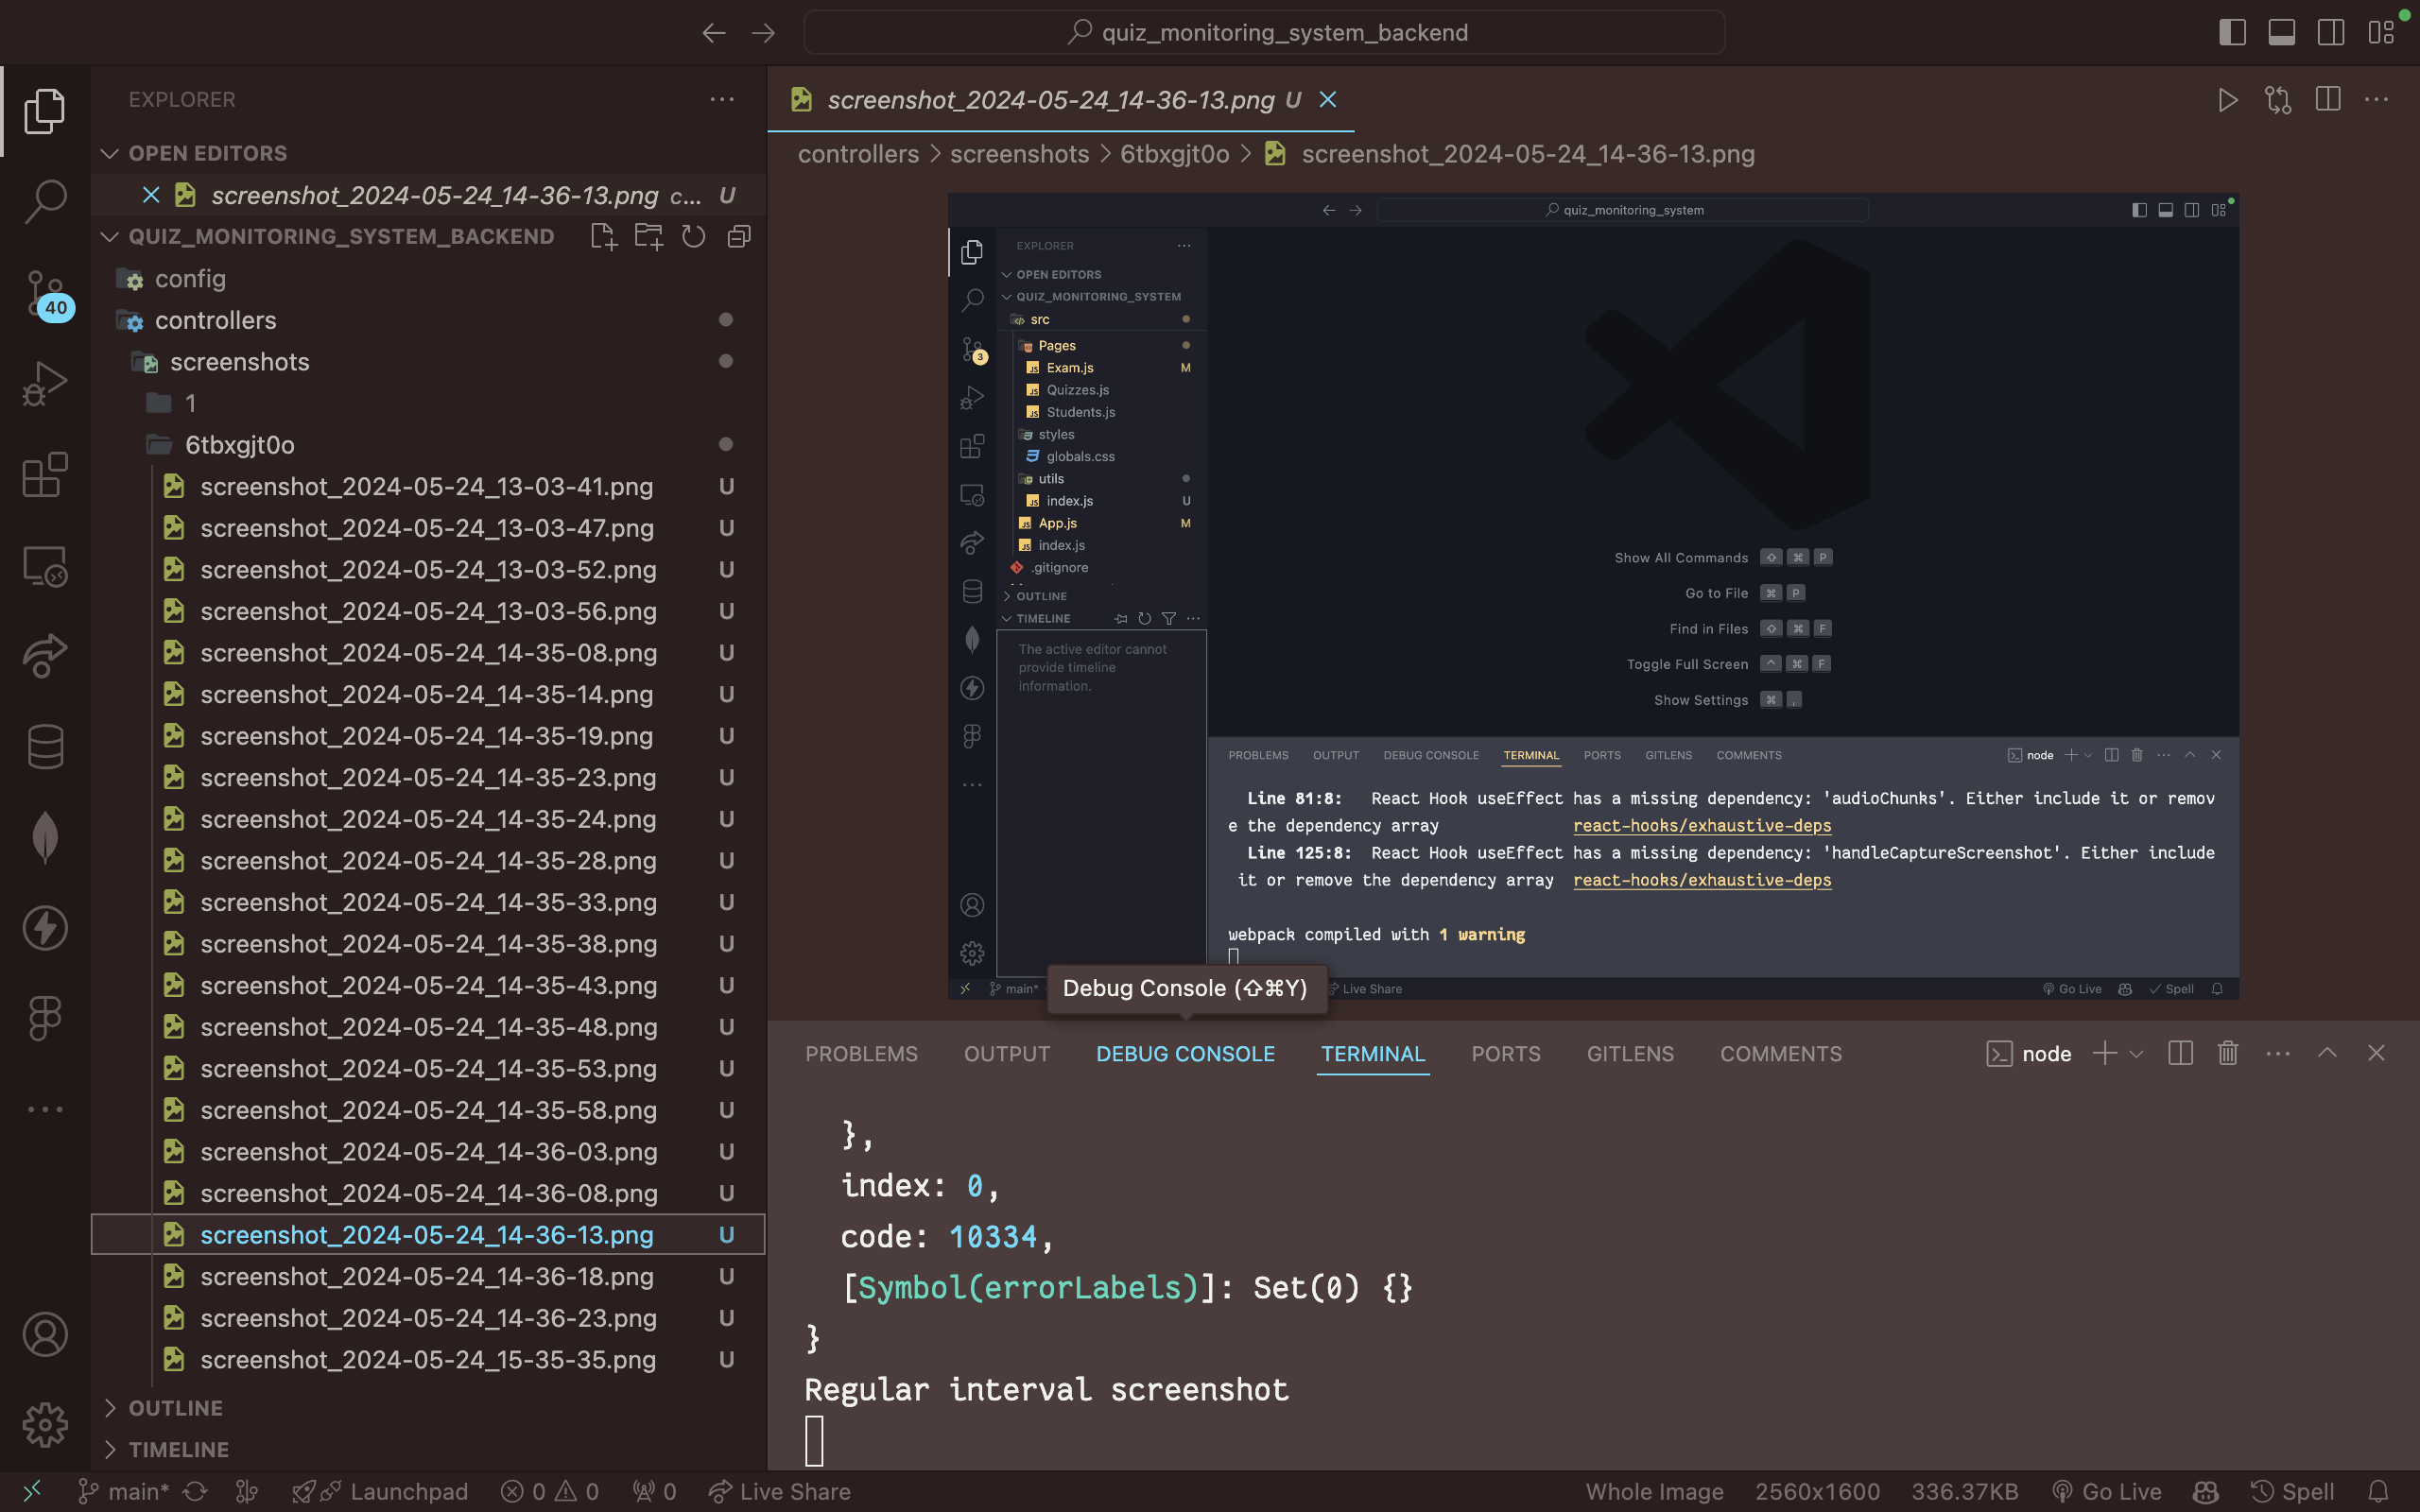 quiz_monitoring_system_backend
EXPLORER
OPEN EDITORS
screenshot_2024-05-24_14-36-13.png c... U
QUIZ_MONITORING_SYSTEM_BACKEND
config
controllers
screenshots
1
6tbxgjt0o
screenshot_2024-05-24_13-03-41.png U
screenshot_2024-05-24_13-03-47.png U
screenshot_2024-05-24_13-03-52.png U
screenshot_2024-05-24_13-03-56.png U
screenshot_2024-05-24_14-35-08.png U
screenshot_2024-05-24_14-35-14.png U
screenshot_2024-05-24_14-35-19.png U
screenshot_2024-05-24_14-35-23.png U
screenshot_2024-05-24_14-35-24.png U
screenshot_2024-05-24_14-35-28.png U
screenshot_2024-05-24_14-35-33.png U
screenshot_2024-05-24_14-35-38.png U
screenshot_2024-05-24_14-35-43.png U
screenshot_2024-05-24_14-35-48.png U
screenshot_2024-05-24_14-35-53.png U
screenshot_2024-05-24_14-35-58.png U
screenshot_2024-05-24_14-36-03.png U
screenshot_2024-05-24_14-36-08.png U
screenshot_2024-05-24_14-36-13.png U
screenshot_2024-05-24_14-36-18.png U
screenshot_2024-05-24_14-36-23.png U
screenshot_2024-05-24_15-35-35.png U
OUTLINE
TIMELINE
40
screenshot_2024-05-24_14-36-13.png U
controllers > screenshots > 6tbxgjt0o > screenshot_2024-05-24_14-36-13.png
quiz_monitoring_system
EXPLORER
OPEN EDITORS
QUIZ_MONITORING_SYSTEM
src
Pages
Exam.js M
Quizzes.js
Students.js
styles
globals.css
utils
index.js U
App.js M
index.js
.gitignore
OUTLINE
TIMELINE
The active editor cannot
provide timeline
information.
3
Show All Commands ⇧ ⌘ P
Go to File ⌘ P
Find in Files ⇧ ⌘ F
Toggle Full Screen ^ ⌘ F
Show Settings ⌘ ,
PROBLEMS OUTPUT DEBUG CONSOLE TERMINAL PORTS GITLENS COMMENTS node
Line 81:8: React Hook useEffect has a missing dependency: 'audioChunks'. Either include it or remov
e the dependency array react-hooks/exhaustive-deps
Line 125:8: React Hook useEffect has a missing dependency: 'handleCaptureScreenshot'. Either include
it or remove the dependency array react-hooks/exhaustive-deps
webpack compiled with 1 warning
main* Live Share Go Live Spell
Debug Console (⇧⌘Y)
PROBLEMS OUTPUT DEBUG CONSOLE TERMINAL PORTS GITLENS COMMENTS node
},
index: 0,
code: 10334,
[Symbol(errorLabels)]: Set(0) {}
}
Regular interval screenshot
main* Launchpad 0 0 0 Live Share Whole Image 2560x1600 336.37KB Go Live Spell